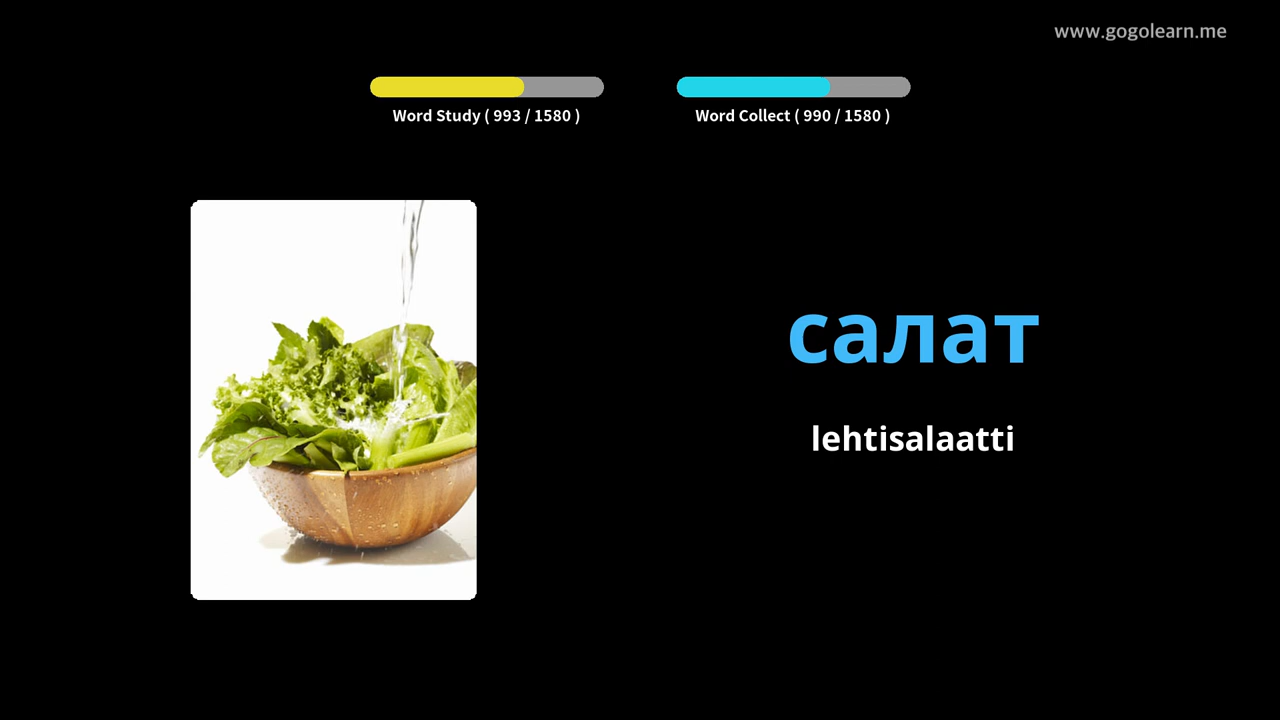 www.gogolearn.me
Word Study ( 993 / 1580 )
Word Collect ( 990 / 1580 )
салат
lehtisalaatti